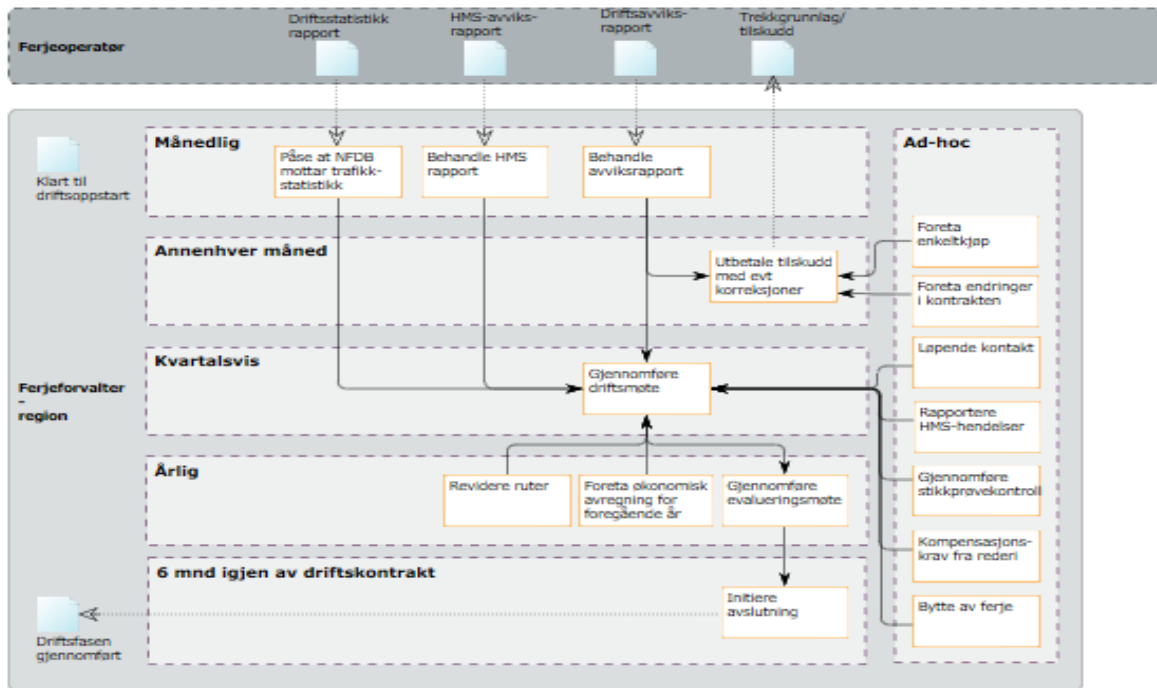 Driftsstatistikk
rapport
HMS-avviks-
rapport
Driftsavviks-
rapport
Trekkgrunnlag/
tilskudd
Ferjeoperatør
Månedlig
Ad-hoc
Klart til
driftsoppstart
Påse at NFDB
mottar trafikk-
statistikk
Behandle HMS
rapport
Behandle
avviksrapport
Annenhver måned
Utbetale tilskudd
med evt
korreksjoner
Foreta
enkeltkjøp
Foreta endringer
i kontrakten
Kvartalsvis
Ferjeforvalter
-
region
Gjennomføre
driftsmøte
Løpende kontakt
Rapportere
HMS-hendelser
Årlig
Revidere ruter
Foreta økonomisk
avregning for
foregående år
Gjennomføre
evalueringsmøte
Gjennomføre
stikkprøvekontroll
6 mnd igjen av driftskontrakt
Kompensasjons-
krav fra rederi
Initiere
avslutning
Bytte av ferje
Driftsfasen
gjennomført